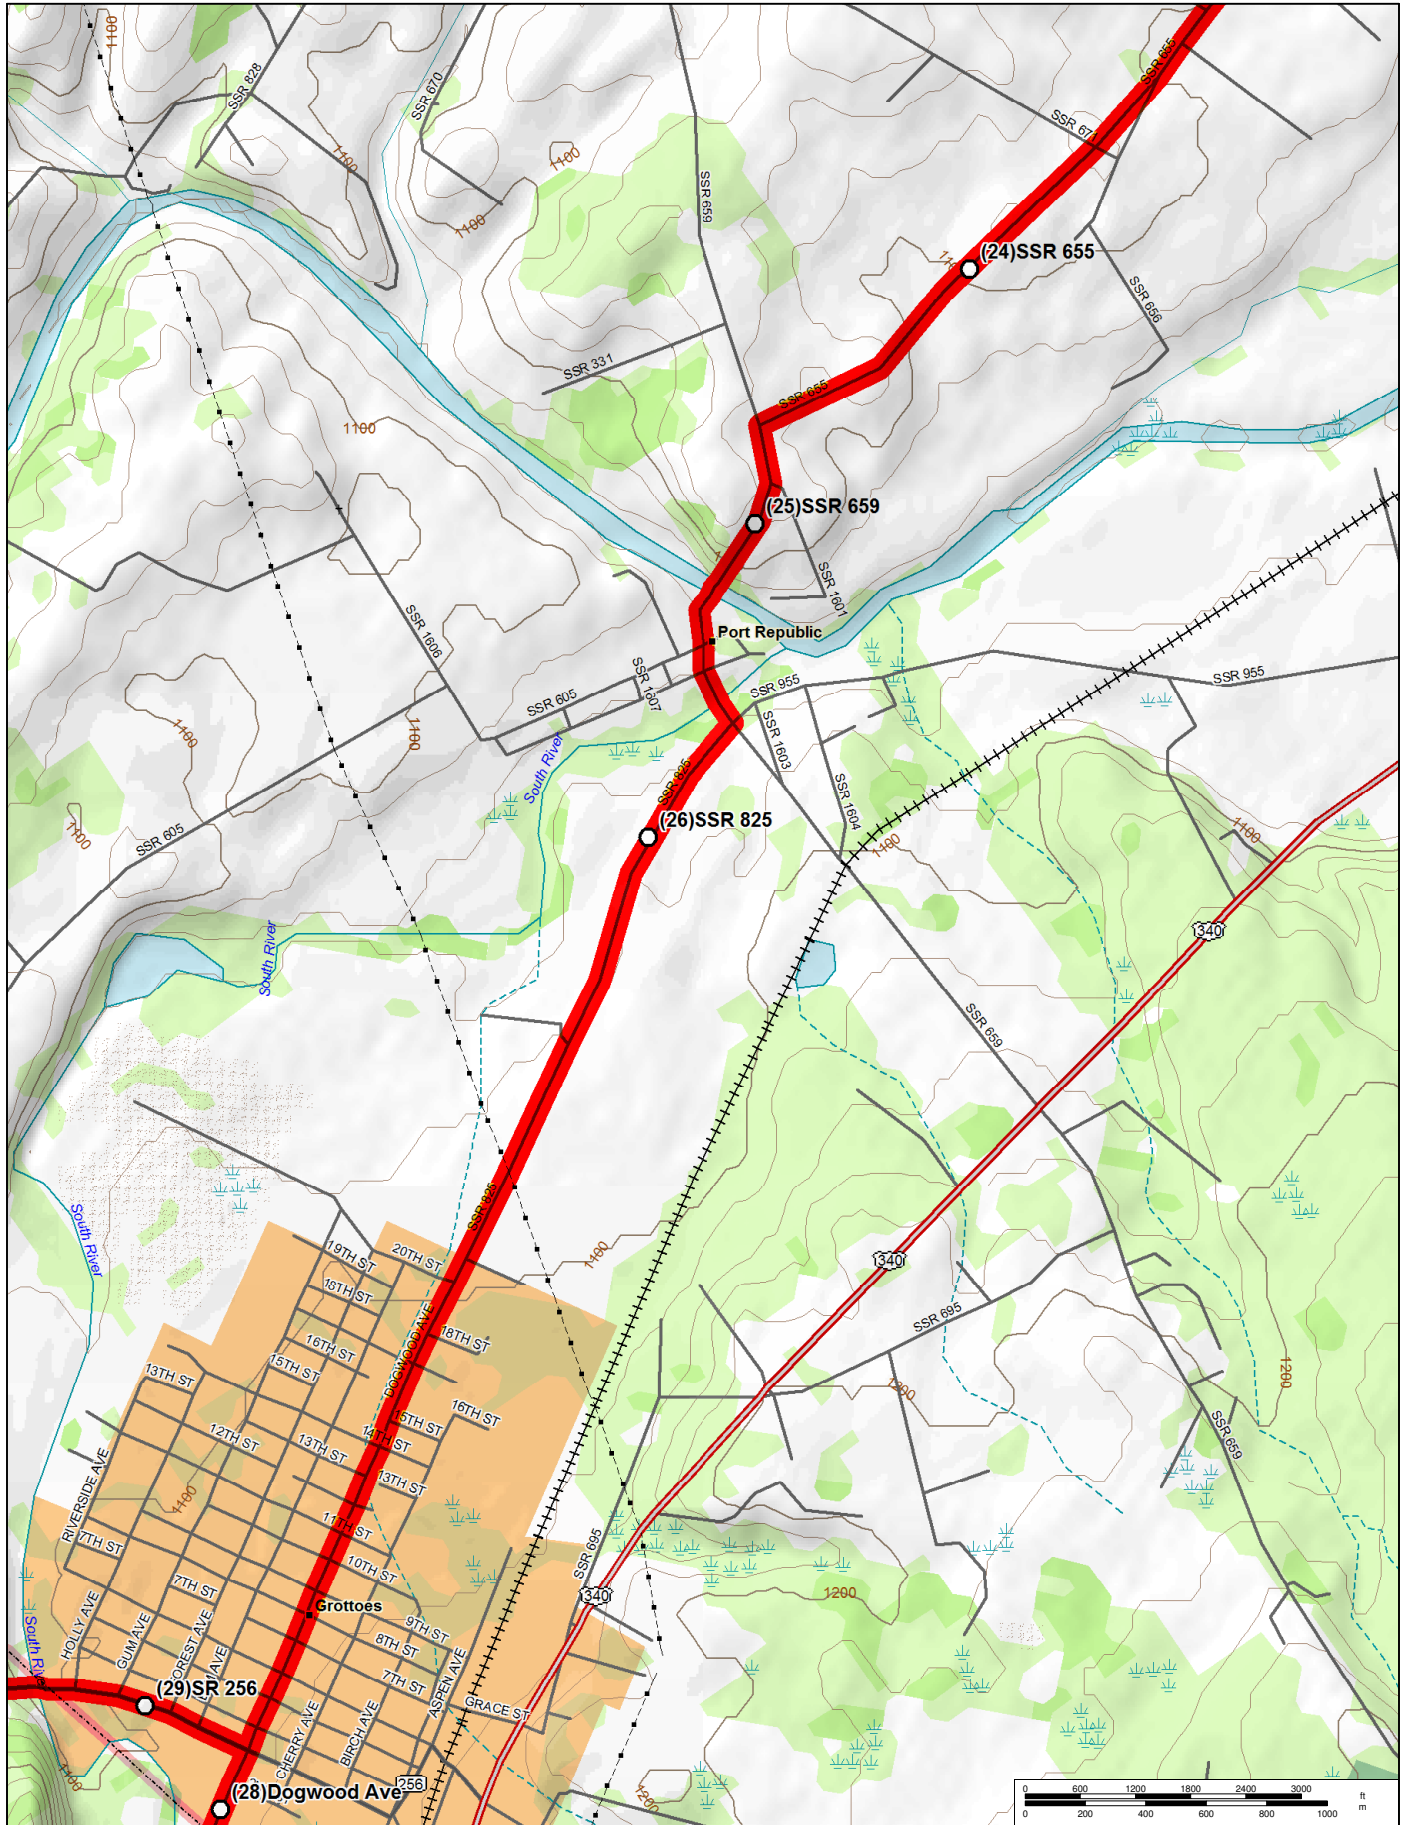 1100
SSR 828
SSR 670
SSR 655
SSR 671
1100
1100
1100
SSR 659
(24)SSR 655
SSR 656
SSR 331
SSR 655
1100
(25)SSR 659
SSR 1601
SSR 1606
Port Republic
SSR 1607
SSR 605
SSR 955
SSR 955
1100
1100
SSR 1603
South River
SSR 825
SSR 1604
(26)SSR 825
1100
SSR 605
1100
1100
340
South River
SSR 659
SSR 825
South River
1100
19TH ST
20TH ST
340
18TH ST
DOGWOOD AVE
18TH ST
SSR 695
16TH ST
15TH ST
13TH ST
1200
1200
16TH ST
15TH ST
14TH ST
12TH ST
13TH ST
13TH ST
SSR 659
RIVERSIDE AVE
1100
11TH ST
7TH ST
10TH ST
SSR 695
7TH ST
340
1200
Grottoes
HOLLY AVE
GUM AVE
9TH ST
8TH ST
7TH ST
ASPEN AVE
(29)SR 256
GRACE ST
CHERRY AVE
BIRCH AVE
1100
256
(28)Dogwood Ave
1200
0 600 1200 1800 2400 3000
ft
m
0 200 400 600 800 1000